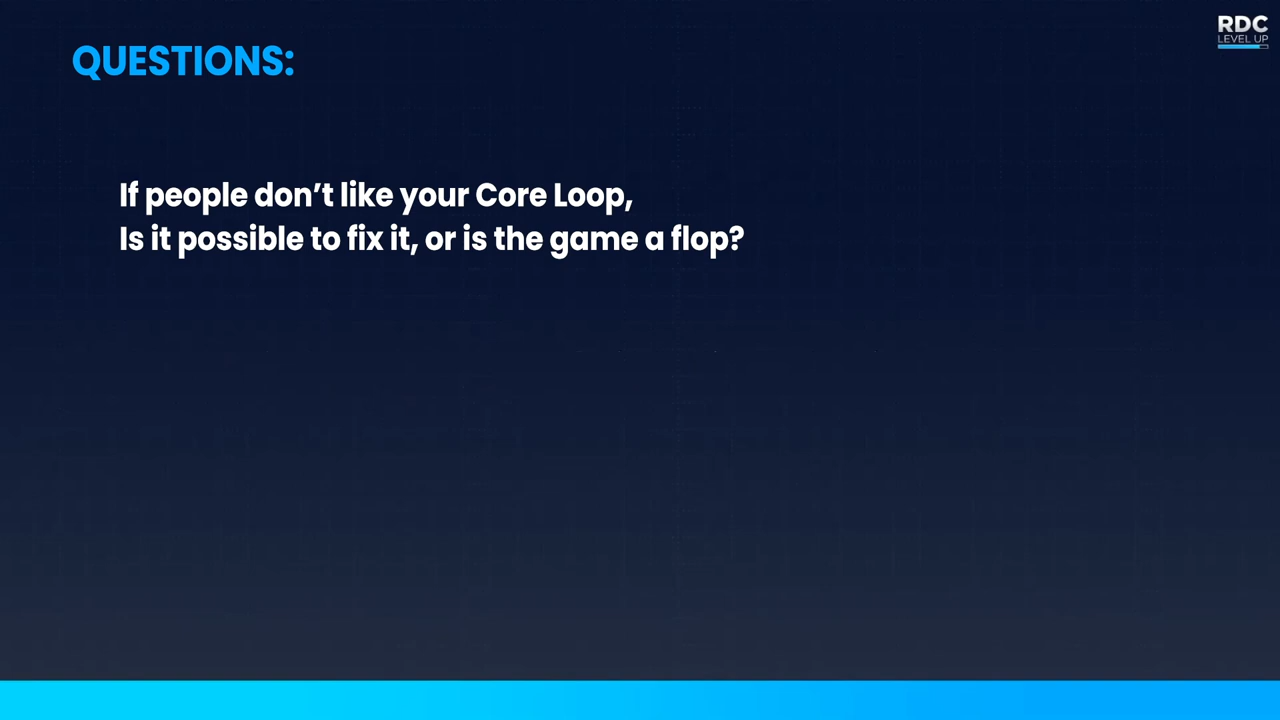 RDC
LEVEL UP
QUESTIONS:
If people don’t like your Core Loop,
Is it possible to fix it, or is the game a flop?